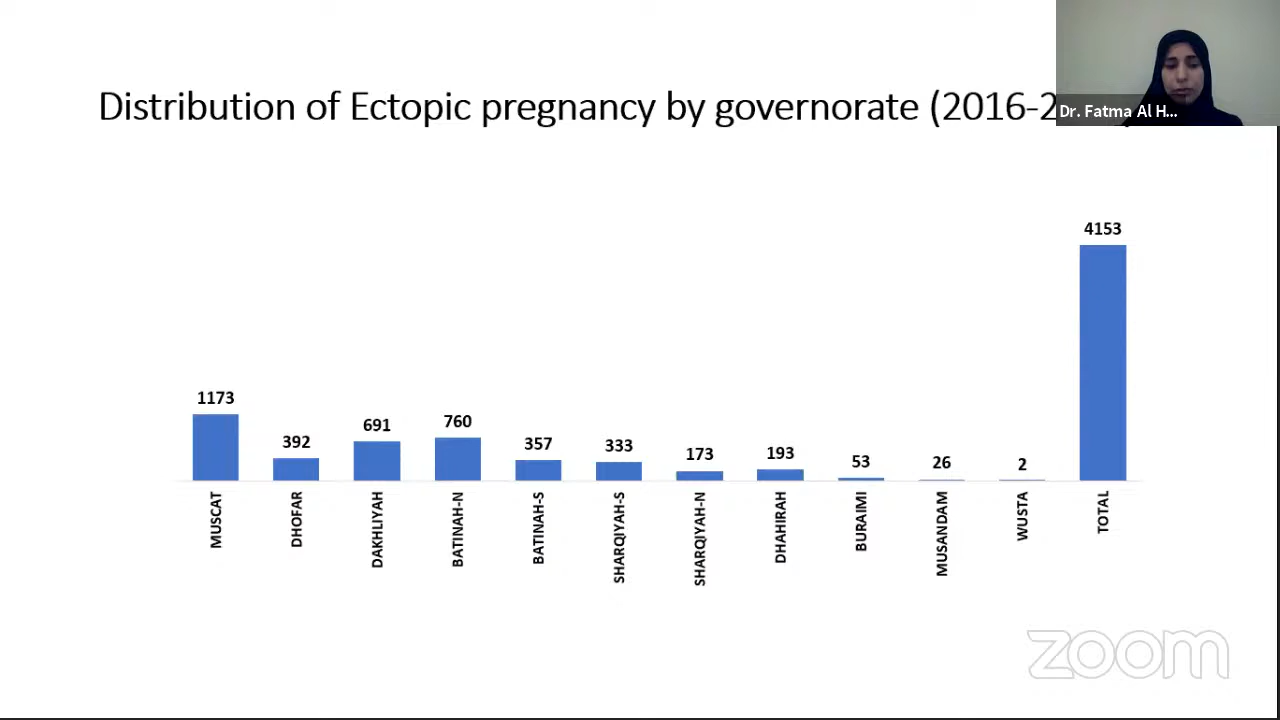 Distribution of Ectopic pregnancy by governorate (2016-2
Dr. Fatma Al H...
4153
1173
392
691
760
357
333
173
193
53
26
2
MUSCAT
DHOFAR
DAKHLIYAH
BATINAH-N
BATINAH-S
SHARQIYAH-S
SHARQIYAH-N
DHAHIRAH
BURAIMI
MUSANDAM
WUSTA
TOTAL
zoom